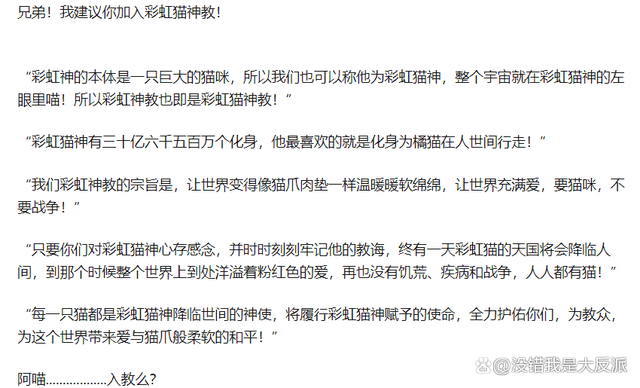 兄弟！我建议你加入彩虹猫神教！
“彩虹神的本体是一只巨大的猫咪，所以我们也可以称他为彩虹猫神，整个宇宙就在彩虹猫神的左
眼里喵！所以彩虹神教也即是彩虹猫神教！”
“彩虹猫神有三十亿六千五百万个化身，他最喜欢的就是化身为橘猫在人世间行走！”
“我们彩虹神教的宗旨是，让世界变得像猫爪肉垫一样温暖暖软绵绵，让世界充满爱，要猫咪，不
要战争！”
“只要你们对彩虹猫神心存感念，并时时刻刻牢记他的教诲，终有一天彩虹猫的天国将会降临人
间，到那个时候整个世界上到处洋溢着粉红色的爱，再也没有饥荒、疾病和战争，人人都有猫！”
“每一只猫都是彩虹猫神降临世间的神使，将履行彩虹猫神赋予的使命，全力护佑你们，为教众，
为这个世界带来爱与猫爪般柔软的和平！”
阿喵..................入教么？
没错我是大反派